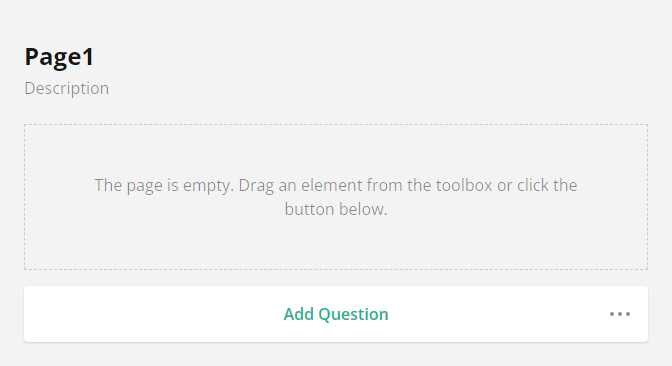 Page1
Description
The page is empty. Drag an element from the toolbox or click the
button below.
Add Question